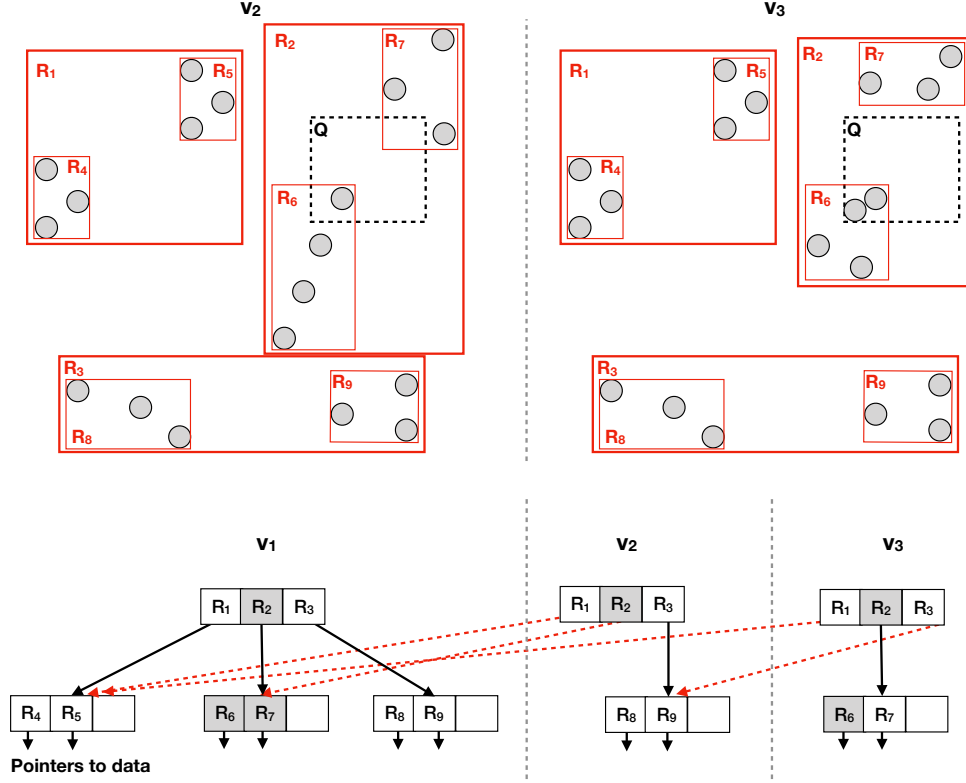 v₂ v₃
R₂ R₇ R₂ R₇
R₁ R₅ R₁ R₅
Q Q
R₄ R₆ R₄ R₆
R₃ R₉ R₃ R₉
R₈ R₈
v₁ v₂ v₃
R₁ R₂ R₃ R₁ R₂ R₃ R₁ R₂ R₃
R₄ R₅ R₆ R₇ R₈ R₉ R₈ R₉ R₆ R₇
Pointers to data